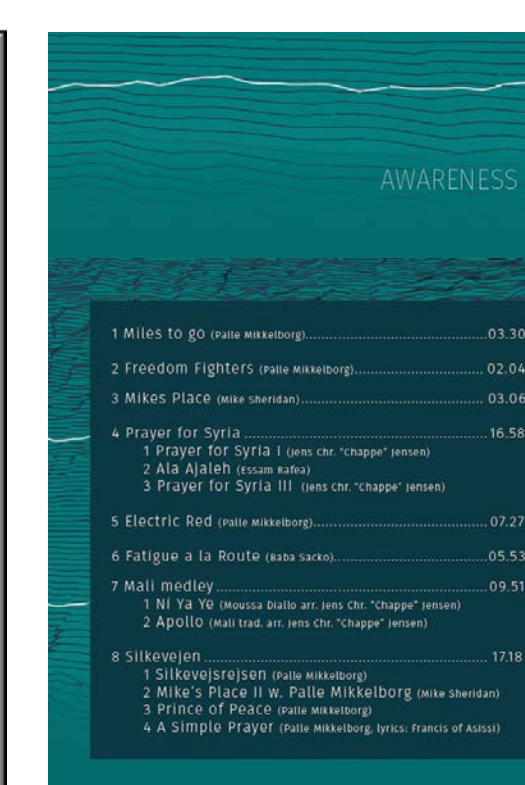 AWARENESS
1 Miles to go (Palle Mikkelborg)..............................................03.30
2 Freedom Fighters (Palle Mikkelborg)................................. 02.04
3 Mikes Place (Mike Sheridan)............................................... 03.06
4 Prayer for Syria ................................................................16.58
1 Prayer for Syria I (Jens Chr. "Chappe" Jensen)
2 Ala Ajaleh (Essam Rafea)
3 Prayer for Syria III (Jens Chr. "Chappe" Jensen)
5 Electric Red (Palle Mikkelborg)............................................ 07.27
6 Fatigue a la Route (Baba Sacko)......................................05.53
7 Mali medley.......................................................................09.51
1 Ni Ya Ye (Moussa Diallo arr. Jens Chr. "Chappe" Jensen)
2 Apollo (Mali trad. arr. Jens Chr. "Chappe" Jensen)
8 Silkevejen ......................................................................... 17.18
1 Silkevejsrejsen (Palle Mikkelborg)
2 Mike's Place II w. Palle Mikkelborg (Mike Sheridan)
3 Prince of Peace (Palle Mikkelborg)
4 A Simple Prayer (Palle Mikkelborg, lyrics: Francis of Asissi)